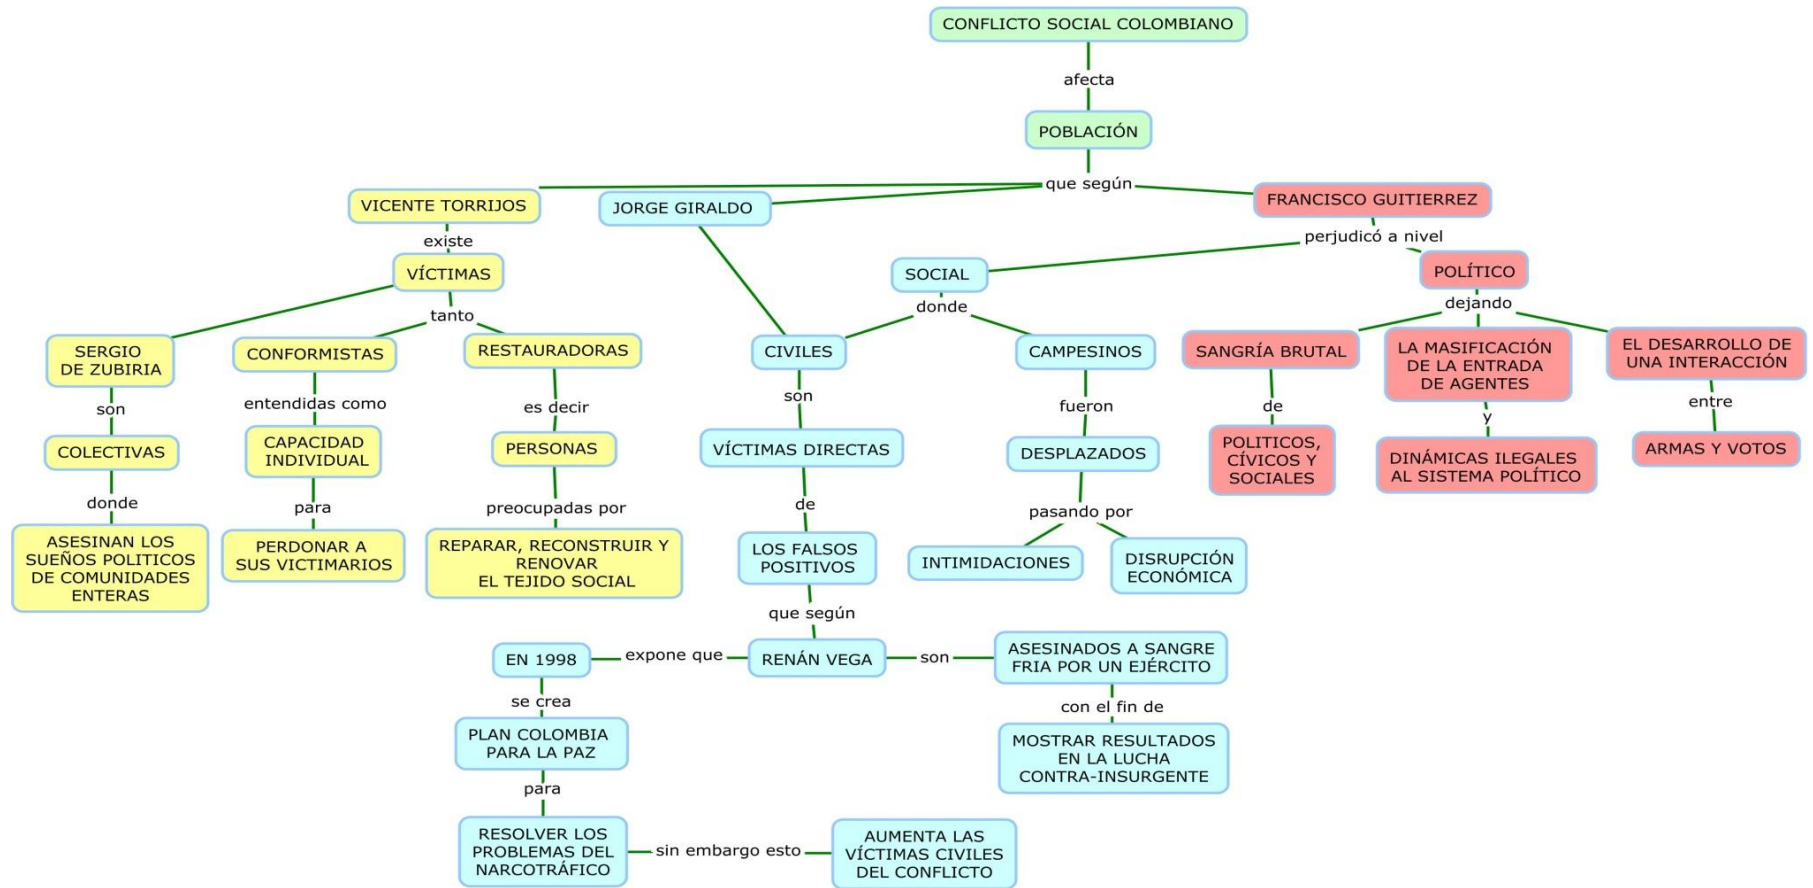 CONFLICTO SOCIAL COLOMBIANO
afecta
POBLACIÓN
que según
VICENTE TORRIJOS
JORGE GIRALDO
FRANCISCO GUITIERREZ
existe
perjudicó a nivel
VÍCTIMAS
SOCIAL
POLÍTICO
tanto
donde
dejando
SERGIO
DE ZUBIRIA
CONFORMISTAS
RESTAURADORAS
CIVILES
CAMPESINOS
SANGRÍA BRUTAL
LA MASIFICACIÓN
DE LA ENTRADA
DE AGENTES
EL DESARROLLO DE
UNA INTERACCIÓN
son
entendidas como
es decir
son
fueron
de
y
entre
COLECTIVAS
CAPACIDAD
INDIVIDUAL
PERSONAS
VÍCTIMAS DIRECTAS
DESPLAZADOS
POLITICOS,
CÍVICOS Y
SOCIALES
DINÁMICAS ILEGALES
AL SISTEMA POLÍTICO
ARMAS Y VOTOS
donde
para
preocupadas por
de
pasando por
ASESINAN LOS
SUEÑOS POLITICOS
DE COMUNIDADES
ENTERAS
PERDONAR A
SUS VICTIMARIOS
REPARAR, RECONSTRUIR Y
RENOVAR
EL TEJIDO SOCIAL
LOS FALSOS
POSITIVOS
INTIMIDACIONES
DISRUPCIÓN
ECONÓMICA
que según
EN 1998
expone que
RENÁN VEGA
son
ASESINADOS A SANGRE
FRIA POR UN EJÉRCITO
se crea
con el fin de
PLAN COLOMBIA
PARA LA PAZ
MOSTRAR RESULTADOS
EN LA LUCHA
CONTRA-INSURGENTE
para
RESOLVER LOS
PROBLEMAS DEL
NARCOTRÁFICO
sin embargo esto
AUMENTA LAS
VÍCTIMAS CIVILES
DEL CONFLICTO